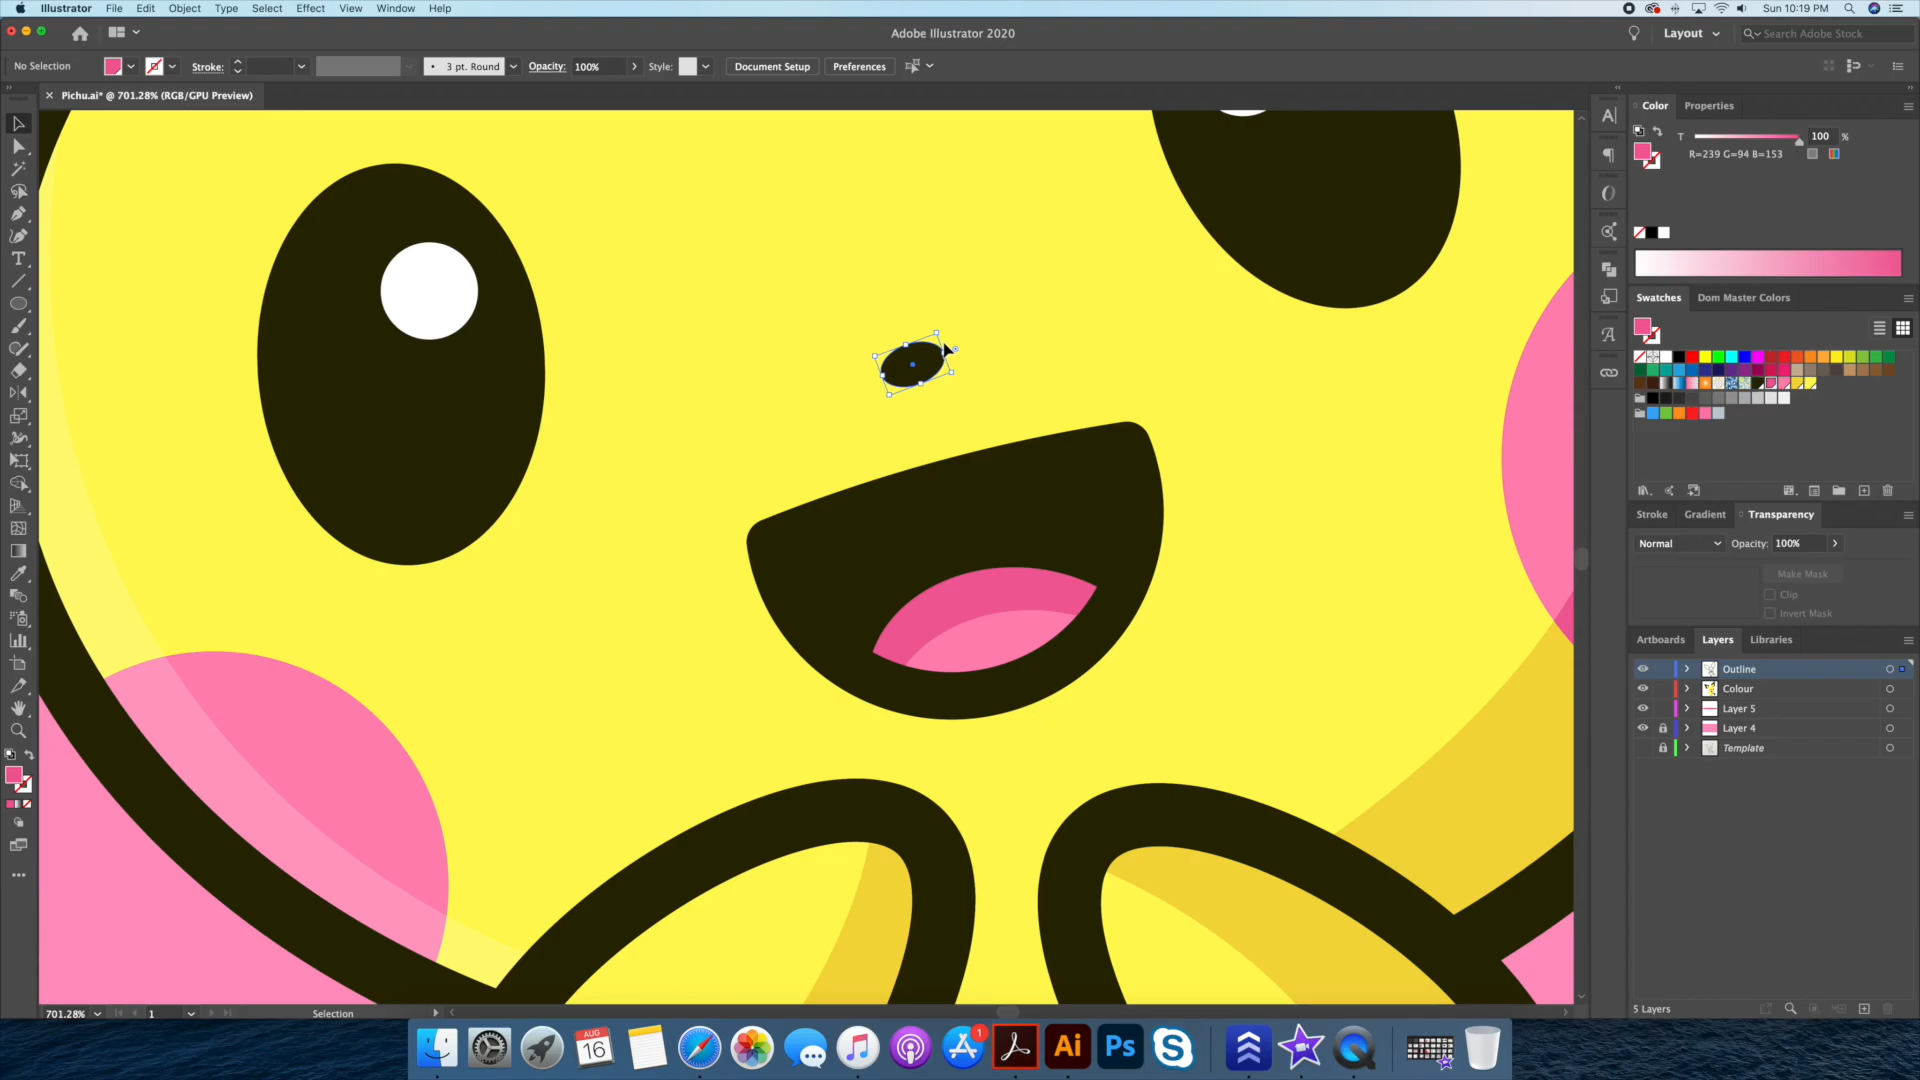 Illustrator File Edit Object Type Select Effect View Window Help Sun 10:19 PM
Adobe Illustrator 2020 Layout Search Adobe Stock
No Selection Stroke: 3 pt. Round Opacity: 100% Style: Document Setup Preferences
Pichu.ai* @ 701.28% (RGB/GPU Preview)
Color Properties
T 100 %
R=239 G=94 B=153
Swatches Dom Master Colors
Stroke Gradient Transparency
Normal Opacity: 100%
Make Mask
Clip
Invert Mask
Artboards Layers Libraries
Outline
Colour
Layer 5
Layer 4
Template
5 Layers
701.28% 1 Selection
AUG
16
1
Ai
Ps